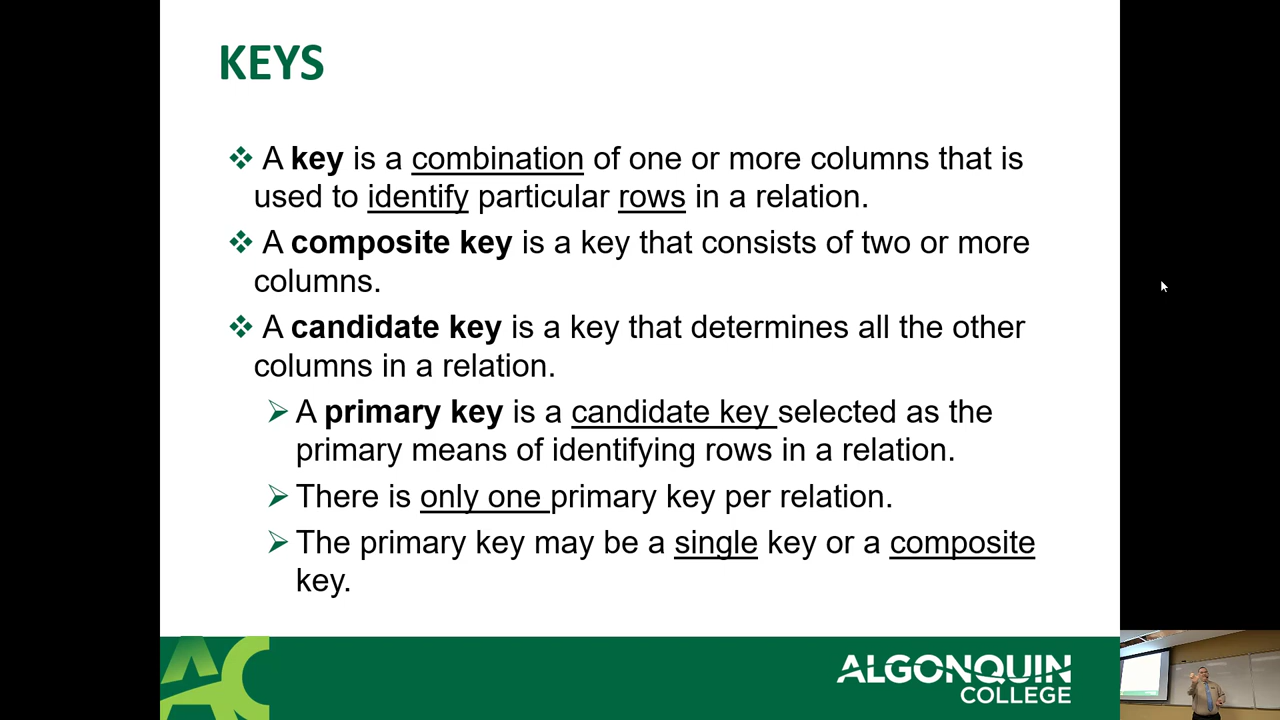 KEYS
A key is a combination of one or more columns that is
used to identify particular rows in a relation.
A composite key is a key that consists of two or more
columns.
A candidate key is a key that determines all the other
columns in a relation.
A primary key is a candidate key selected as the
primary means of identifying rows in a relation.
There is only one primary key per relation.
The primary key may be a single key or a composite
key.
AC
ALGONQUIN
COLLEGE